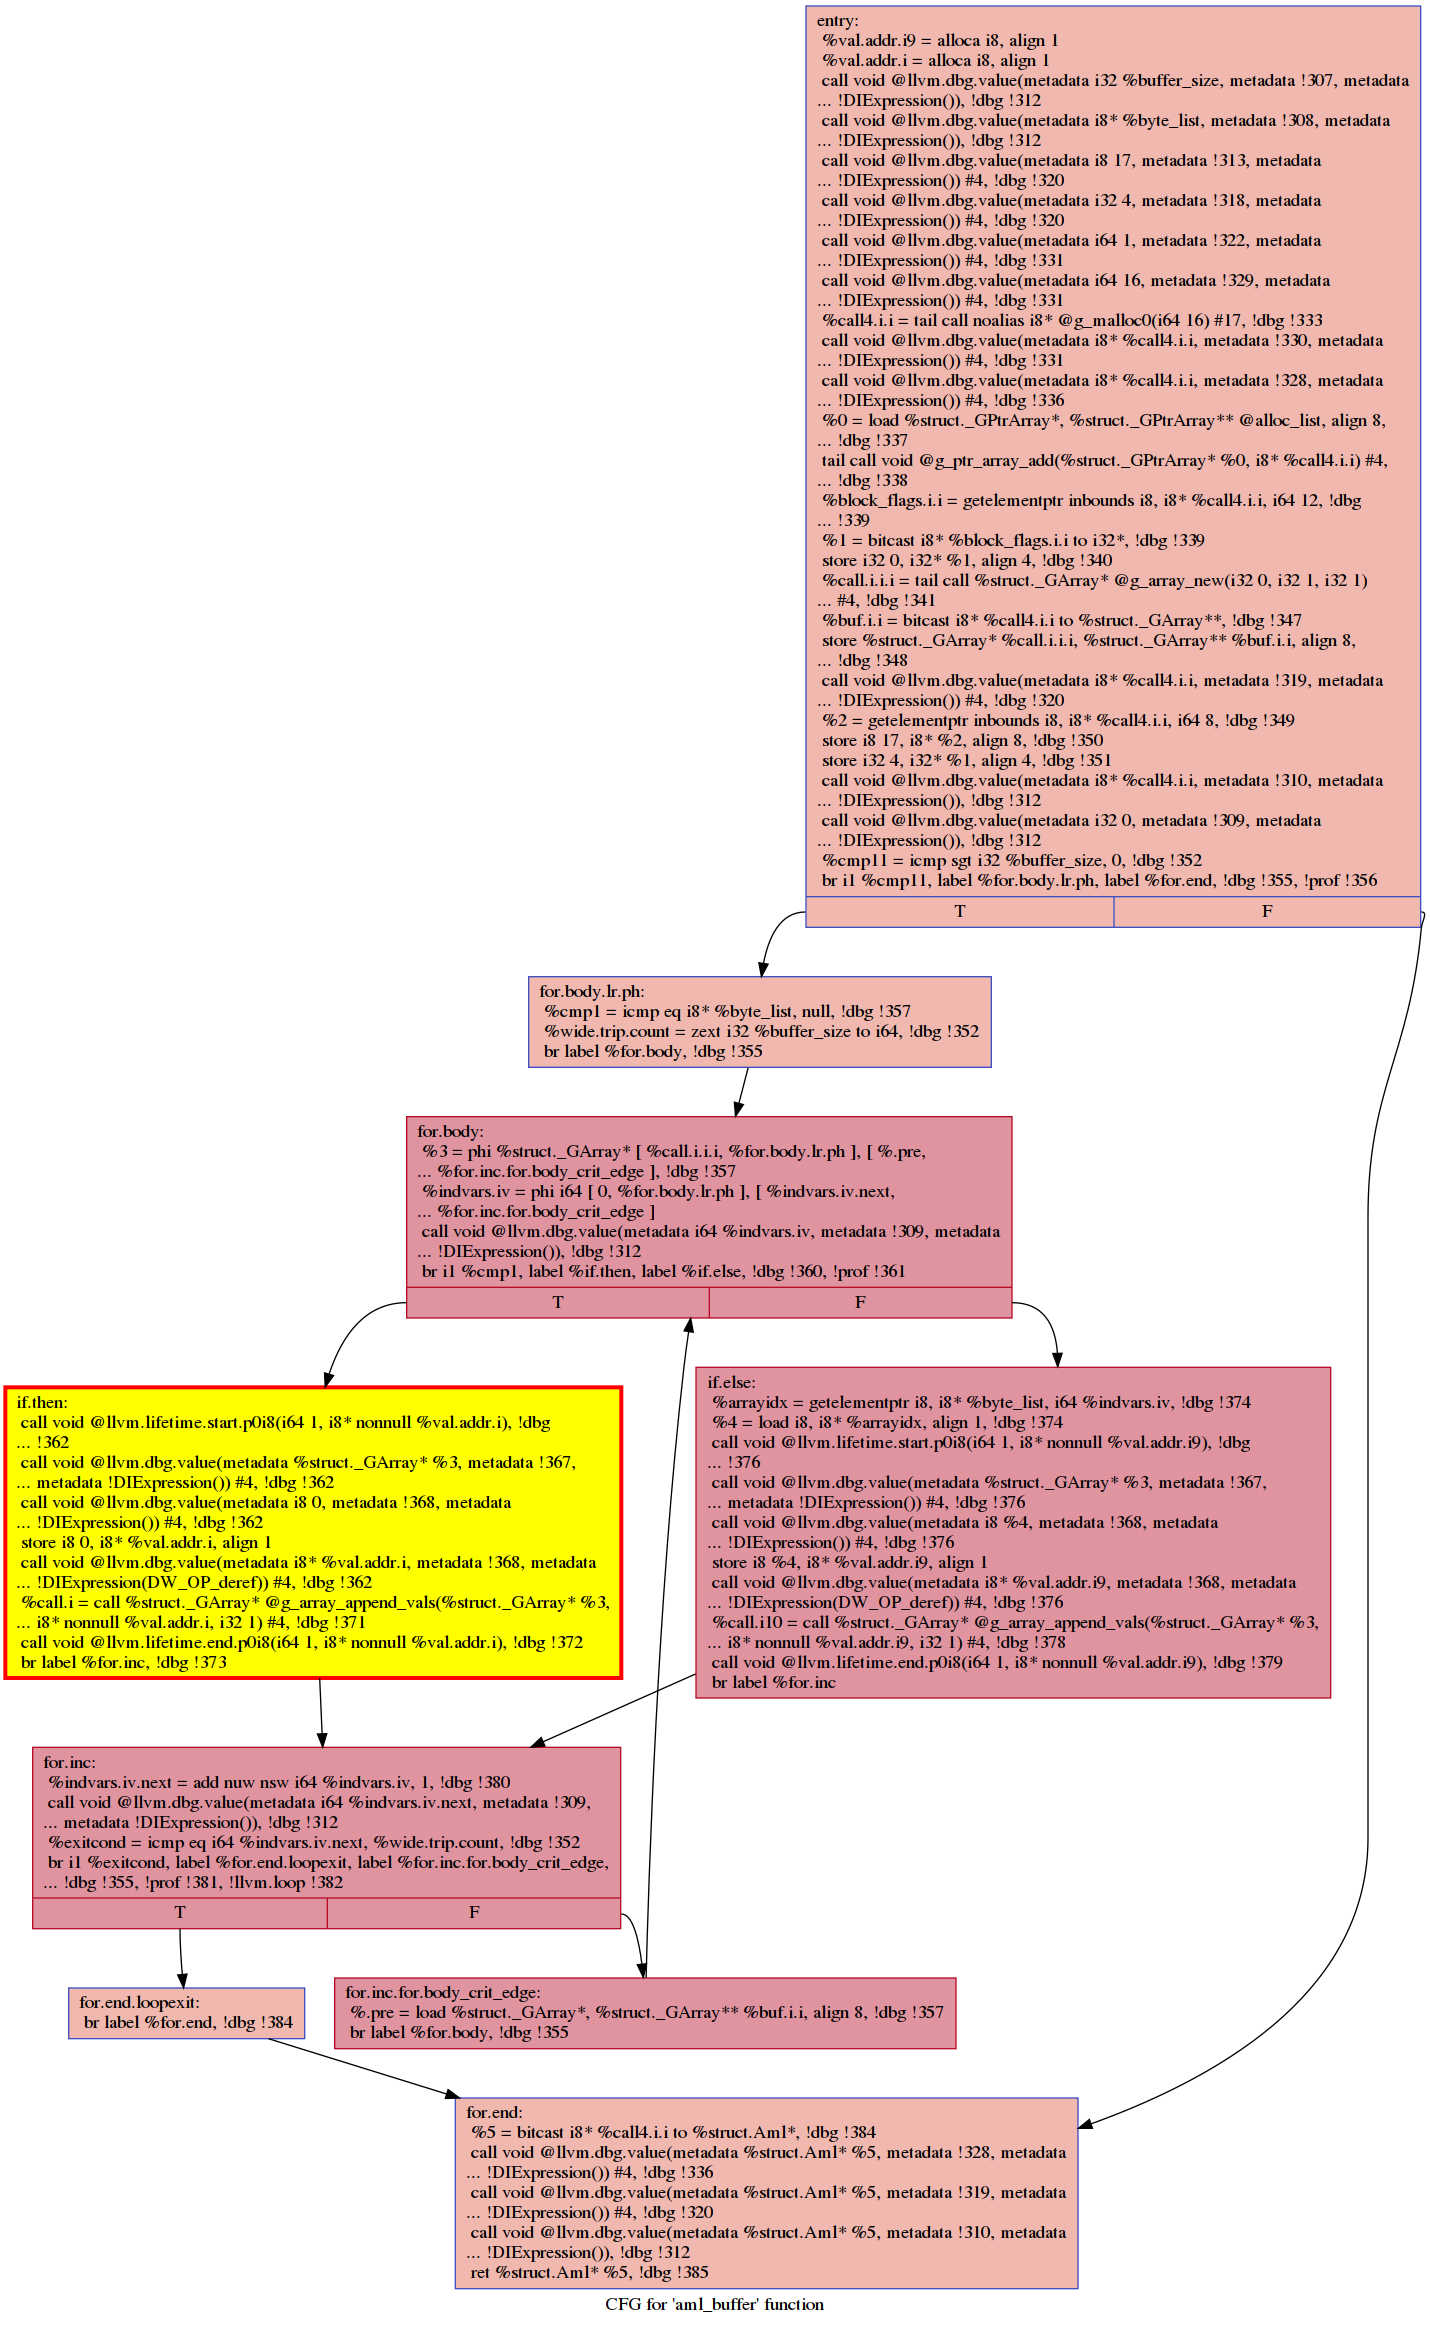 entry:
%val.addr.i9 = alloca i8, align 1
%val.addr.i = alloca i8, align 1
call void @llvm.dbg.value(metadata i32 %buffer_size, metadata !307, metadata
... !DIExpression()), !dbg !312
call void @llvm.dbg.value(metadata i8* %byte_list, metadata !308, metadata
... !DIExpression()), !dbg !312
call void @llvm.dbg.value(metadata i8 17, metadata !313, metadata
... !DIExpression()) #4, !dbg !320
call void @llvm.dbg.value(metadata i32 4, metadata !318, metadata
... !DIExpression()) #4, !dbg !320
call void @llvm.dbg.value(metadata i64 1, metadata !322, metadata
... !DIExpression()) #4, !dbg !331
call void @llvm.dbg.value(metadata i64 16, metadata !329, metadata
... !DIExpression()) #4, !dbg !331
%call4.i.i = tail call noalias i8* @g_malloc0(i64 16) #17, !dbg !333
call void @llvm.dbg.value(metadata i8* %call4.i.i, metadata !330, metadata
... !DIExpression()) #4, !dbg !331
call void @llvm.dbg.value(metadata i8* %call4.i.i, metadata !328, metadata
... !DIExpression()) #4, !dbg !336
%0 = load %struct._GPtrArray*, %struct._GPtrArray** @alloc_list, align 8,
... !dbg !337
tail call void @g_ptr_array_add(%struct._GPtrArray* %0, i8* %call4.i.i) #4,
... !dbg !338
%block_flags.i.i = getelementptr inbounds i8, i8* %call4.i.i, i64 12, !dbg
... !339
%1 = bitcast i8* %block_flags.i.i to i32*, !dbg !339
store i32 0, i32* %1, align 4, !dbg !340
%call.i.i.i = tail call %struct._GArray* @g_array_new(i32 0, i32 1, i32 1)
... #4, !dbg !341
%buf.i.i = bitcast i8* %call4.i.i to %struct._GArray**, !dbg !347
store %struct._GArray* %call.i.i.i, %struct._GArray** %buf.i.i, align 8,
... !dbg !348
call void @llvm.dbg.value(metadata i8* %call4.i.i, metadata !319, metadata
... !DIExpression()) #4, !dbg !320
%2 = getelementptr inbounds i8, i8* %call4.i.i, i64 8, !dbg !349
store i8 17, i8* %2, align 8, !dbg !350
store i32 4, i32* %1, align 4, !dbg !351
call void @llvm.dbg.value(metadata i8* %call4.i.i, metadata !310, metadata
... !DIExpression()), !dbg !312
call void @llvm.dbg.value(metadata i32 0, metadata !309, metadata
... !DIExpression()), !dbg !312
%cmp11 = icmp sgt i32 %buffer_size, 0, !dbg !352
br i1 %cmp11, label %for.body.lr.ph, label %for.end, !dbg !355, !prof !356
T F
for.body.lr.ph:
%cmp1 = icmp eq i8* %byte_list, null, !dbg !357
%wide.trip.count = zext i32 %buffer_size to i64, !dbg !352
br label %for.body, !dbg !355
for.body:
%3 = phi %struct._GArray* [ %call.i.i.i, %for.body.lr.ph ], [ %.pre,
... %for.inc.for.body_crit_edge ], !dbg !357
%indvars.iv = phi i64 [ 0, %for.body.lr.ph ], [ %indvars.iv.next,
... %for.inc.for.body_crit_edge ]
call void @llvm.dbg.value(metadata i64 %indvars.iv, metadata !309, metadata
... !DIExpression()), !dbg !312
br i1 %cmp1, label %if.then, label %if.else, !dbg !360, !prof !361
T F
if.then:
call void @llvm.lifetime.start.p0i8(i64 1, i8* nonnull %val.addr.i), !dbg
... !362
call void @llvm.dbg.value(metadata %struct._GArray* %3, metadata !367,
... metadata !DIExpression()) #4, !dbg !362
call void @llvm.dbg.value(metadata i8 0, metadata !368, metadata
... !DIExpression()) #4, !dbg !362
store i8 0, i8* %val.addr.i, align 1
call void @llvm.dbg.value(metadata i8* %val.addr.i, metadata !368, metadata
... !DIExpression(DW_OP_deref)) #4, !dbg !362
%call.i = call %struct._GArray* @g_array_append_vals(%struct._GArray* %3,
... i8* nonnull %val.addr.i, i32 1) #4, !dbg !371
call void @llvm.lifetime.end.p0i8(i64 1, i8* nonnull %val.addr.i), !dbg !372
br label %for.inc, !dbg !373
if.else:
%arrayidx = getelementptr i8, i8* %byte_list, i64 %indvars.iv, !dbg !374
%4 = load i8, i8* %arrayidx, align 1, !dbg !374
call void @llvm.lifetime.start.p0i8(i64 1, i8* nonnull %val.addr.i9), !dbg
... !376
call void @llvm.dbg.value(metadata %struct._GArray* %3, metadata !367,
... metadata !DIExpression()) #4, !dbg !376
call void @llvm.dbg.value(metadata i8 %4, metadata !368, metadata
... !DIExpression()) #4, !dbg !376
store i8 %4, i8* %val.addr.i9, align 1
call void @llvm.dbg.value(metadata i8* %val.addr.i9, metadata !368, metadata
... !DIExpression(DW_OP_deref)) #4, !dbg !376
%call.i10 = call %struct._GArray* @g_array_append_vals(%struct._GArray* %3,
... i8* nonnull %val.addr.i9, i32 1) #4, !dbg !378
call void @llvm.lifetime.end.p0i8(i64 1, i8* nonnull %val.addr.i9), !dbg !379
br label %for.inc
for.inc:
%indvars.iv.next = add nuw nsw i64 %indvars.iv, 1, !dbg !380
call void @llvm.dbg.value(metadata i64 %indvars.iv.next, metadata !309,
... metadata !DIExpression()), !dbg !312
%exitcond = icmp eq i64 %indvars.iv.next, %wide.trip.count, !dbg !352
br i1 %exitcond, label %for.end.loopexit, label %for.inc.for.body_crit_edge,
... !dbg !355, !prof !381, !llvm.loop !382
T F
for.end.loopexit:
br label %for.end, !dbg !384
for.inc.for.body_crit_edge:
%.pre = load %struct._GArray*, %struct._GArray** %buf.i.i, align 8, !dbg !357
br label %for.body, !dbg !355
for.end:
%5 = bitcast i8* %call4.i.i to %struct.Aml*, !dbg !384
call void @llvm.dbg.value(metadata %struct.Aml* %5, metadata !328, metadata
... !DIExpression()) #4, !dbg !336
call void @llvm.dbg.value(metadata %struct.Aml* %5, metadata !319, metadata
... !DIExpression()) #4, !dbg !320
call void @llvm.dbg.value(metadata %struct.Aml* %5, metadata !310, metadata
... !DIExpression()), !dbg !312
ret %struct.Aml* %5, !dbg !385
CFG for 'aml_buffer' function